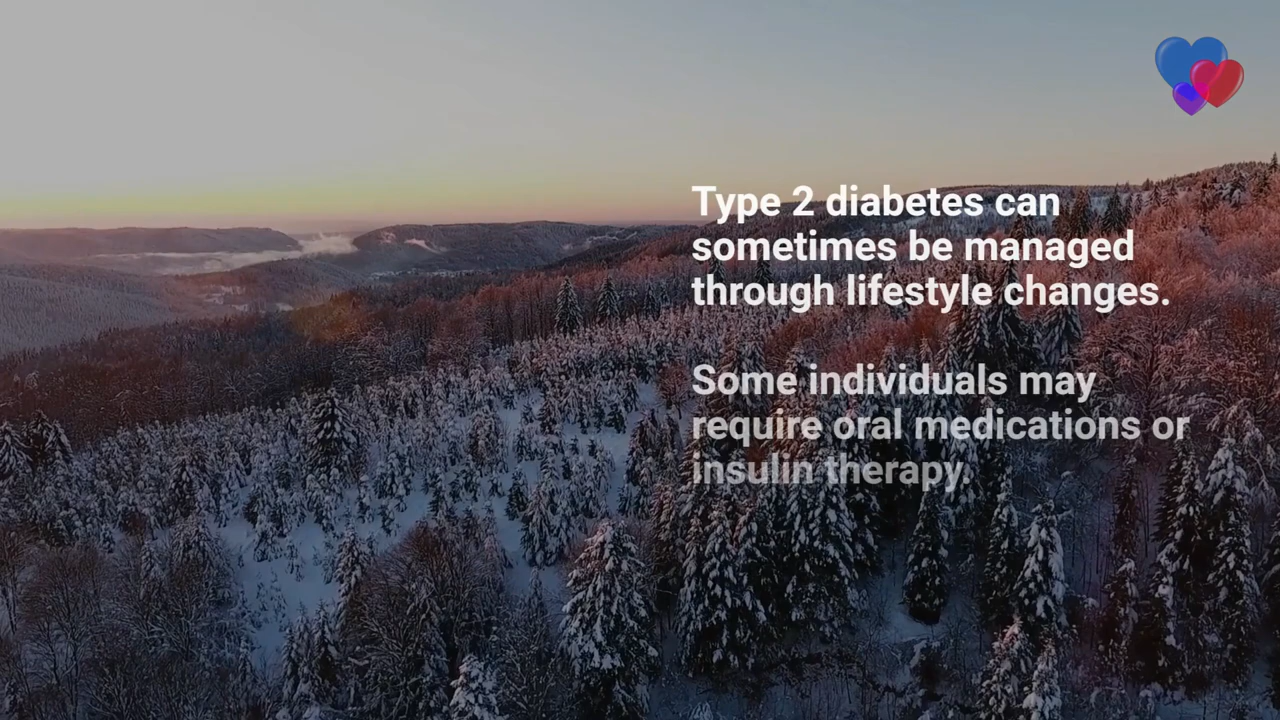 Type 2 diabetes can
sometimes be managed
through lifestyle changes.
Some individuals may
require oral medications or
insulin therapy.